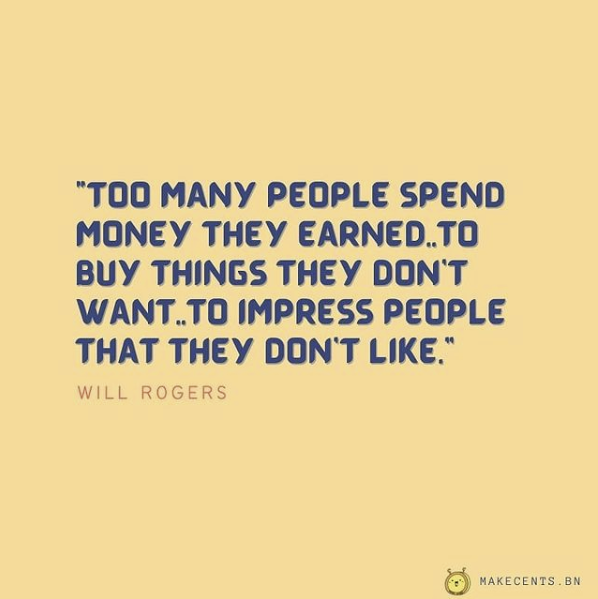 "TOO MANY PEOPLE SPEND
MONEY THEY EARNED..TO
BUY THINGS THEY DON'T
WANT..TO IMPRESS PEOPLE
THAT THEY DON'T LIKE."
WILL ROGERS
MAKECENTS.BN